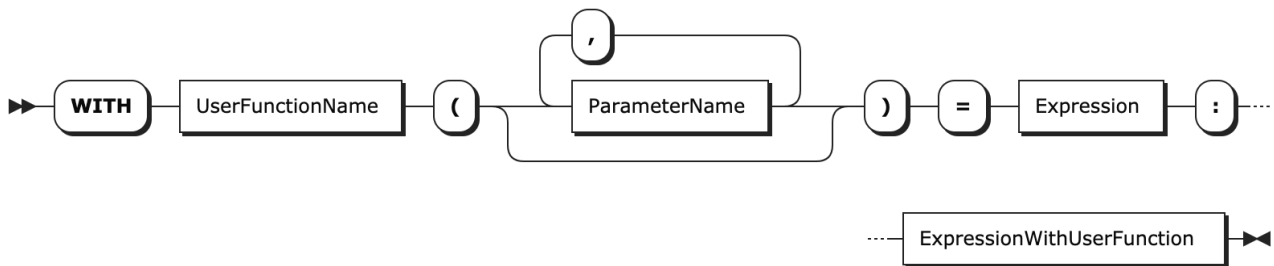 ,
WITH UserFunctionName ( ParameterName ) = Expression :
ExpressionWithUserFunction